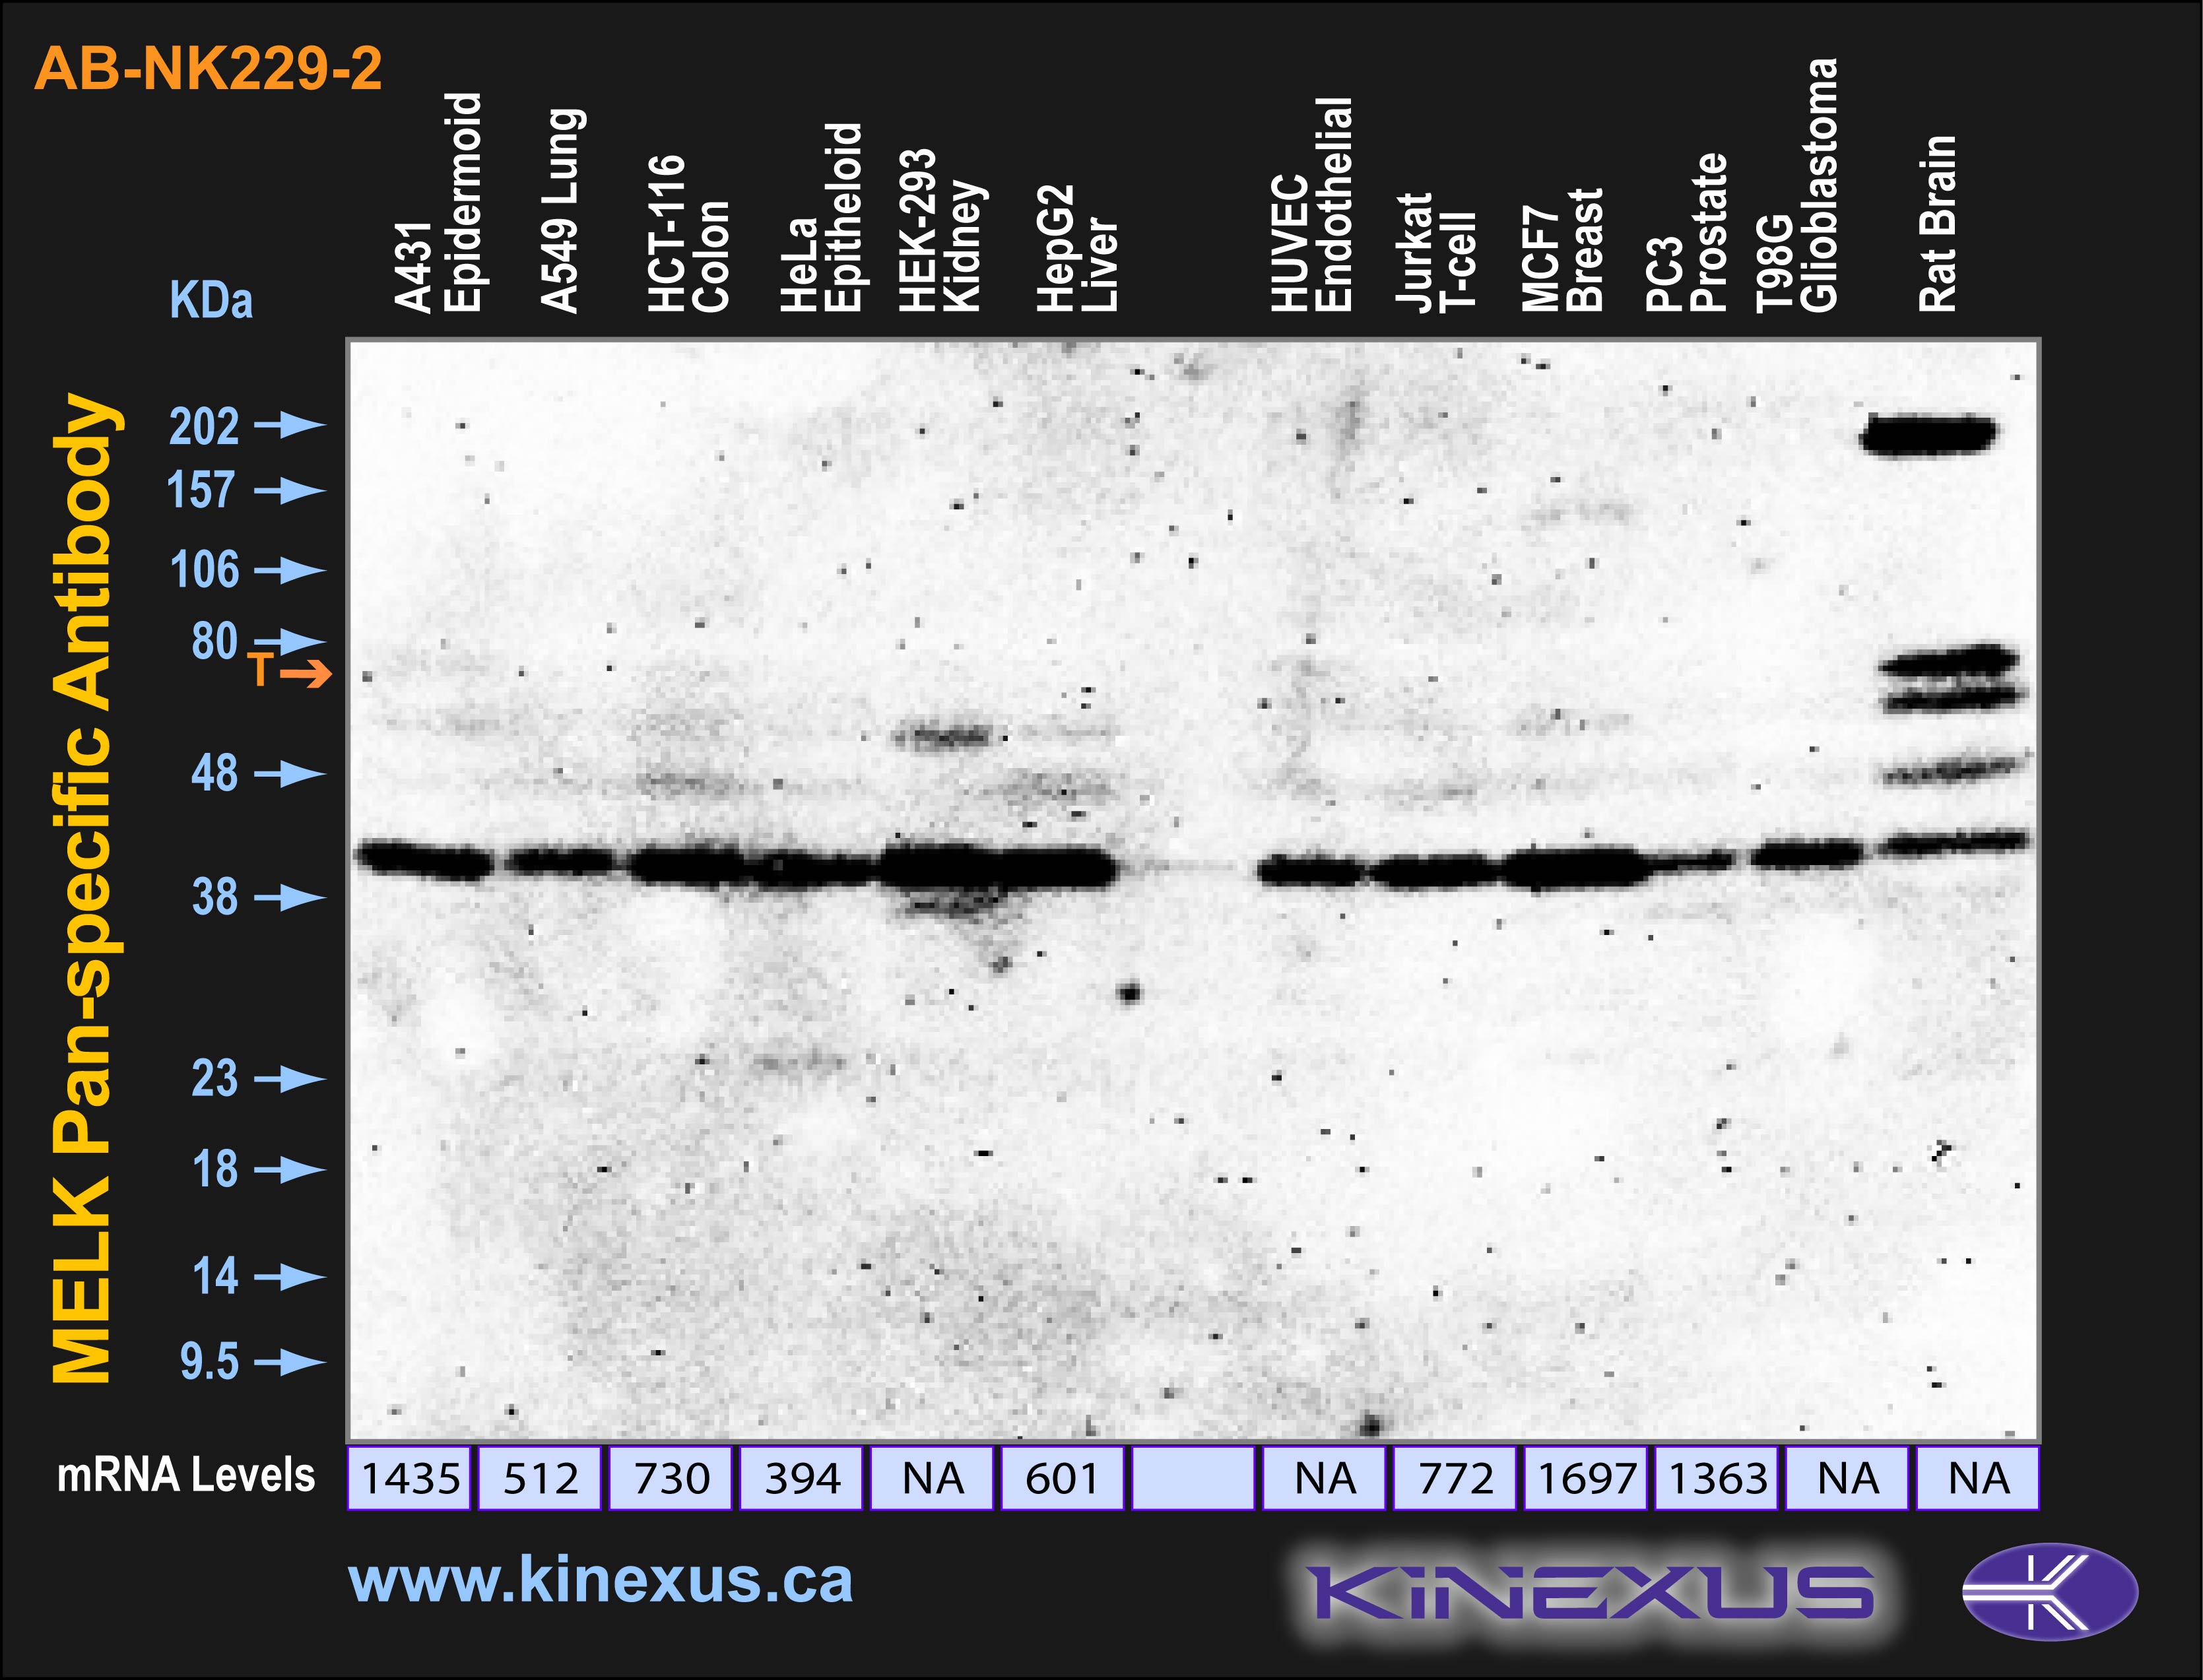 AB-NK229-2
A431
Epidermoid
A549 Lung
HCT-116
Colon
HeLa
Epitheloid
HEK-293
Kidney
HepG2
Liver
HUVEC
Endothelial
Jurkat
T-cell
MCF7
Breast
PC3
Prostate
T98G
Glioblastoma
Rat Brain
KDa
MELK Pan-specific Antibody
202
157
106
80
T
48
38
23
18
14
9.5
mRNA Levels 1435 512 730 394 NA 601 NA 772 1697 1363 NA NA
www.kinexus.ca
KiNEXUS
K